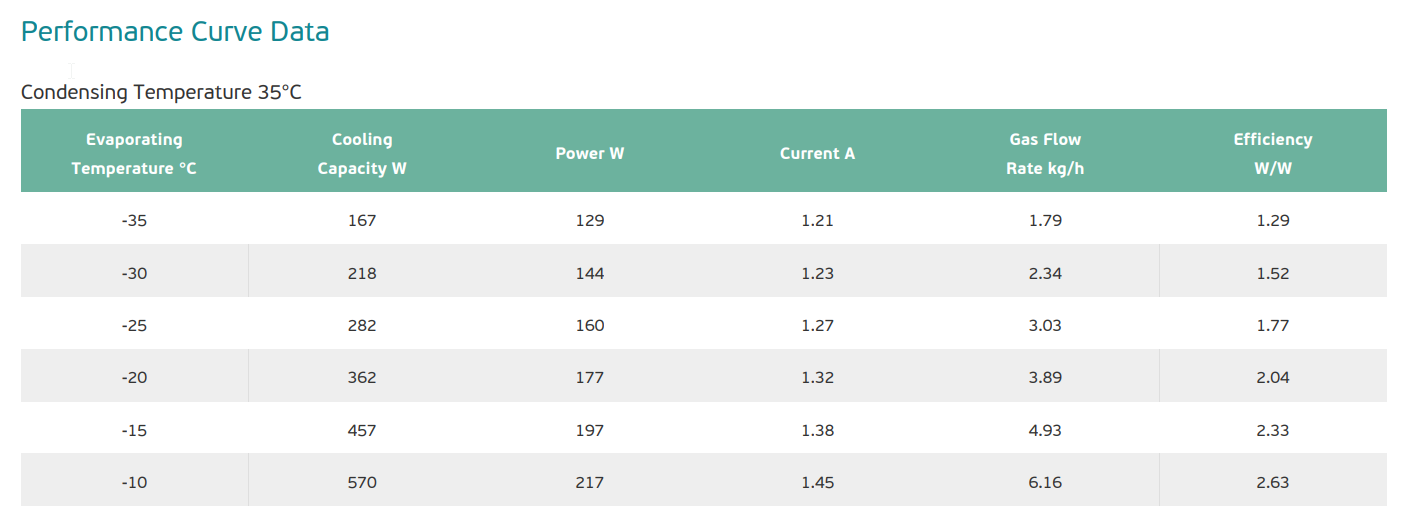 Performance Curve Data
Condensing Temperature 35°C
Evaporating Temperature °C Cooling Capacity W Power W Current A Gas Flow Rate kg/h Efficiency W/W
-35 167 129 1.21 1.79 1.29
-30 218 144 1.23 2.34 1.52
-25 282 160 1.27 3.03 1.77
-20 362 177 1.32 3.89 2.04
-15 457 197 1.38 4.93 2.33
-10 570 217 1.45 6.16 2.63